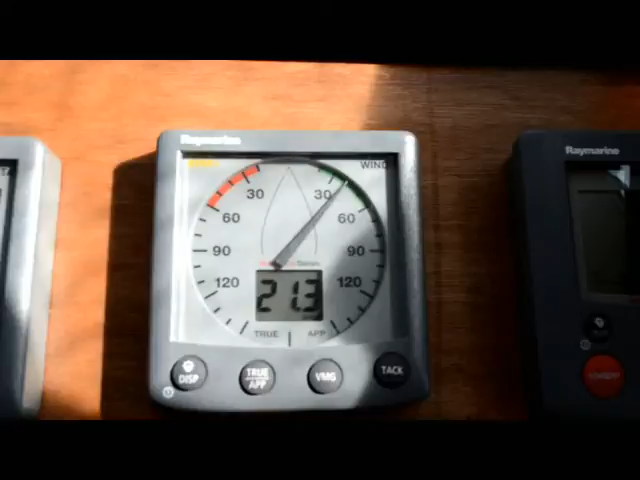 Raymarine
WIND
30
30
60
60
90
90
120
120
21.3
TRUE
APP
DISP
TRUE
APP
VMG
TACK
Raymarine